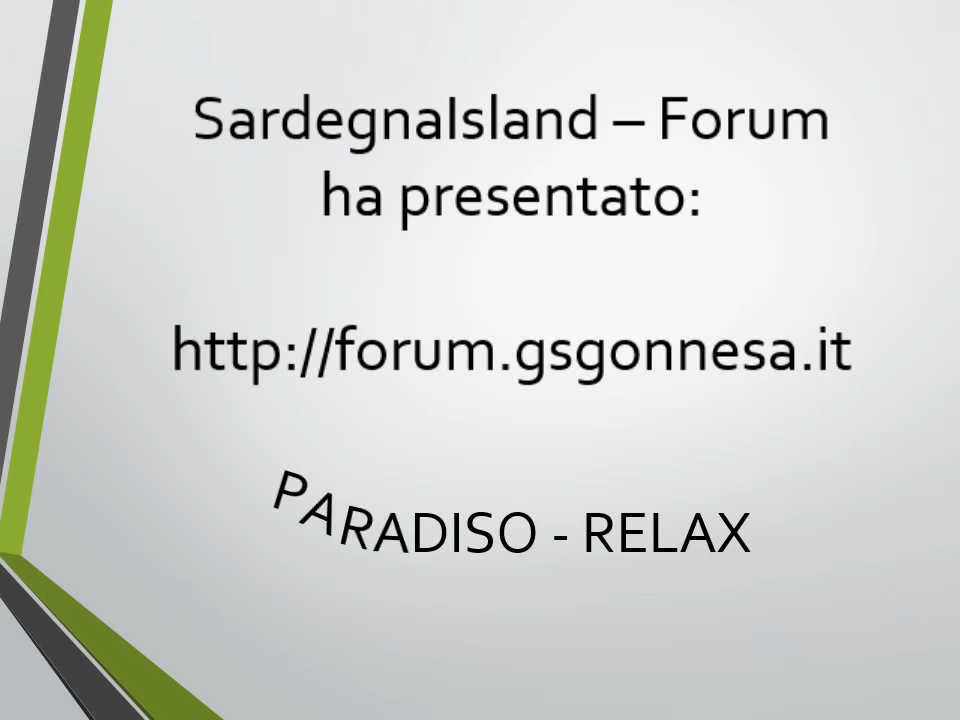 SardegnaIsland – Forum
ha presentato:
http://forum.gsgonnesa.it
PARADISO - RELAX